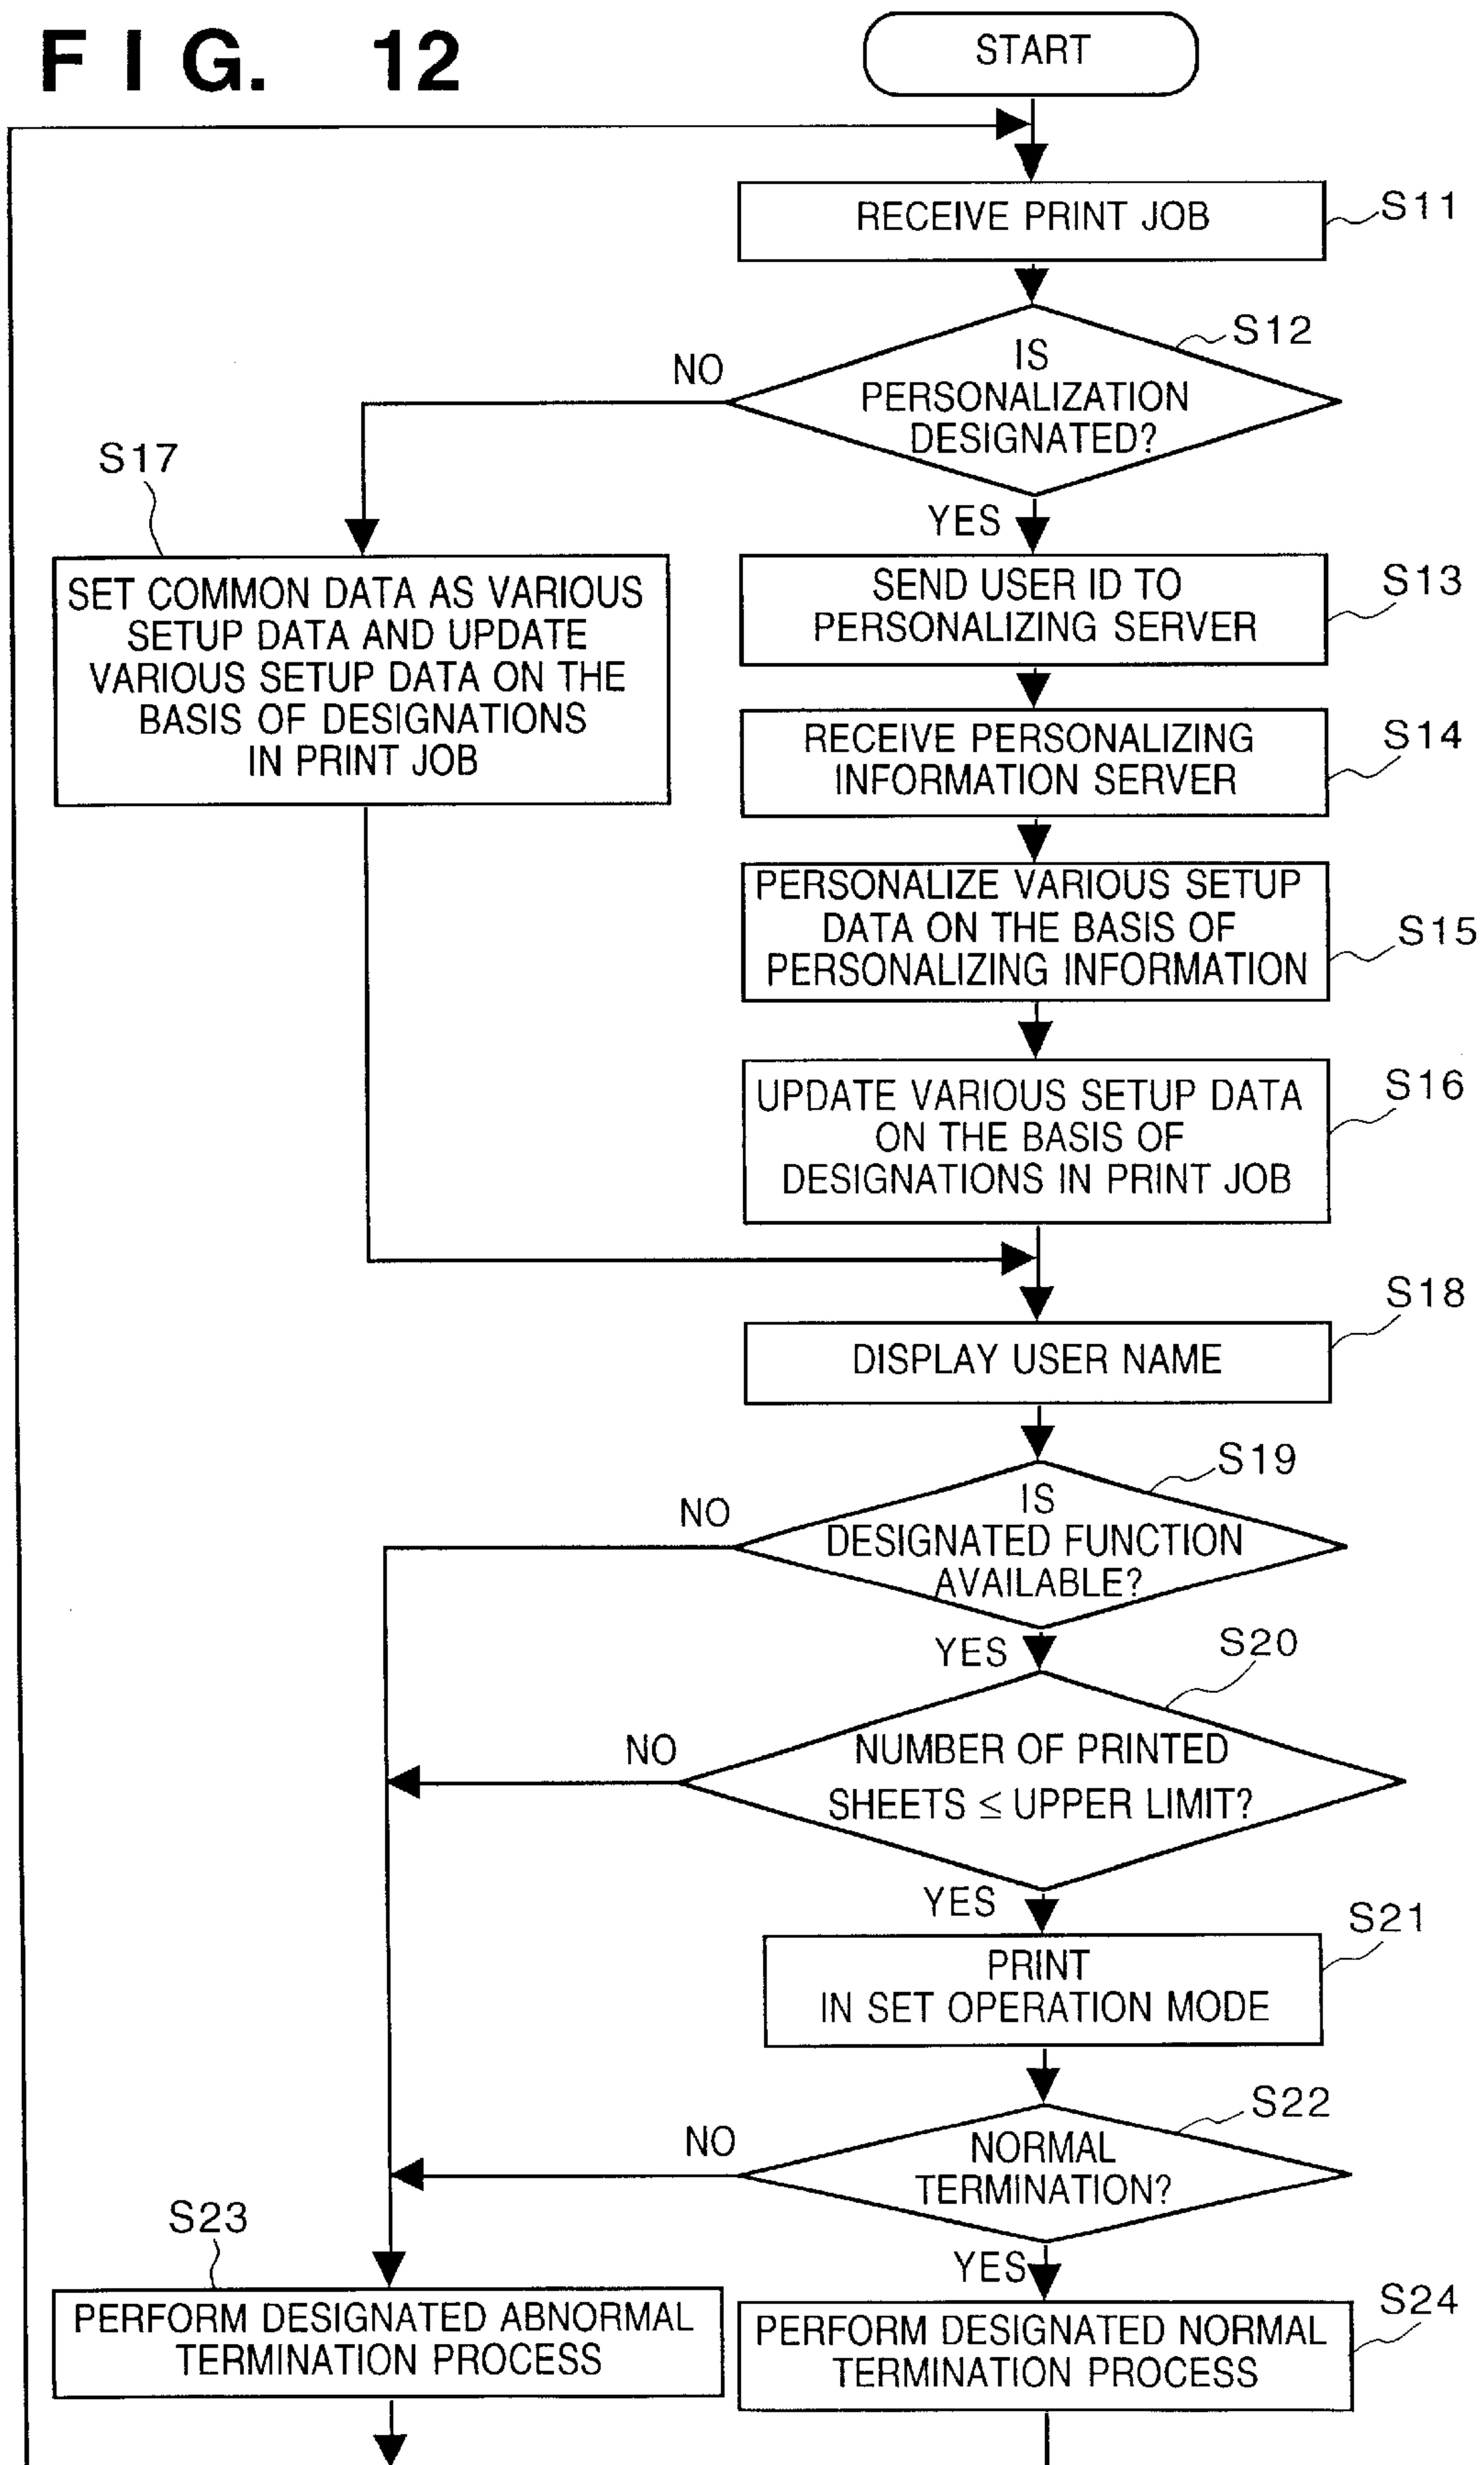 FIG. 12
START
RECEIVE PRINT JOB
S11
S12
IS
PERSONALIZATION
DESIGNATED?
NO
YES
S17
SET COMMON DATA AS VARIOUS
SETUP DATA AND UPDATE
VARIOUS SETUP DATA ON THE
BASIS OF DESIGNATIONS
IN PRINT JOB
SEND USER ID TO
PERSONALIZING SERVER
S13
RECEIVE PERSONALIZING
INFORMATION SERVER
S14
PERSONALIZE VARIOUS SETUP
DATA ON THE BASIS OF
PERSONALIZING INFORMATION
S15
UPDATE VARIOUS SETUP DATA
ON THE BASIS OF
DESIGNATIONS IN PRINT JOB
S16
S18
DISPLAY USER NAME
S19
IS
DESIGNATED FUNCTION
AVAILABLE?
NO
YES
S20
NUMBER OF PRINTED
SHEETS ≤ UPPER LIMIT?
NO
YES
S21
PRINT
IN SET OPERATION MODE
S22
NORMAL
TERMINATION?
NO
YES
S23
PERFORM DESIGNATED ABNORMAL
TERMINATION PROCESS
S24
PERFORM DESIGNATED NORMAL
TERMINATION PROCESS